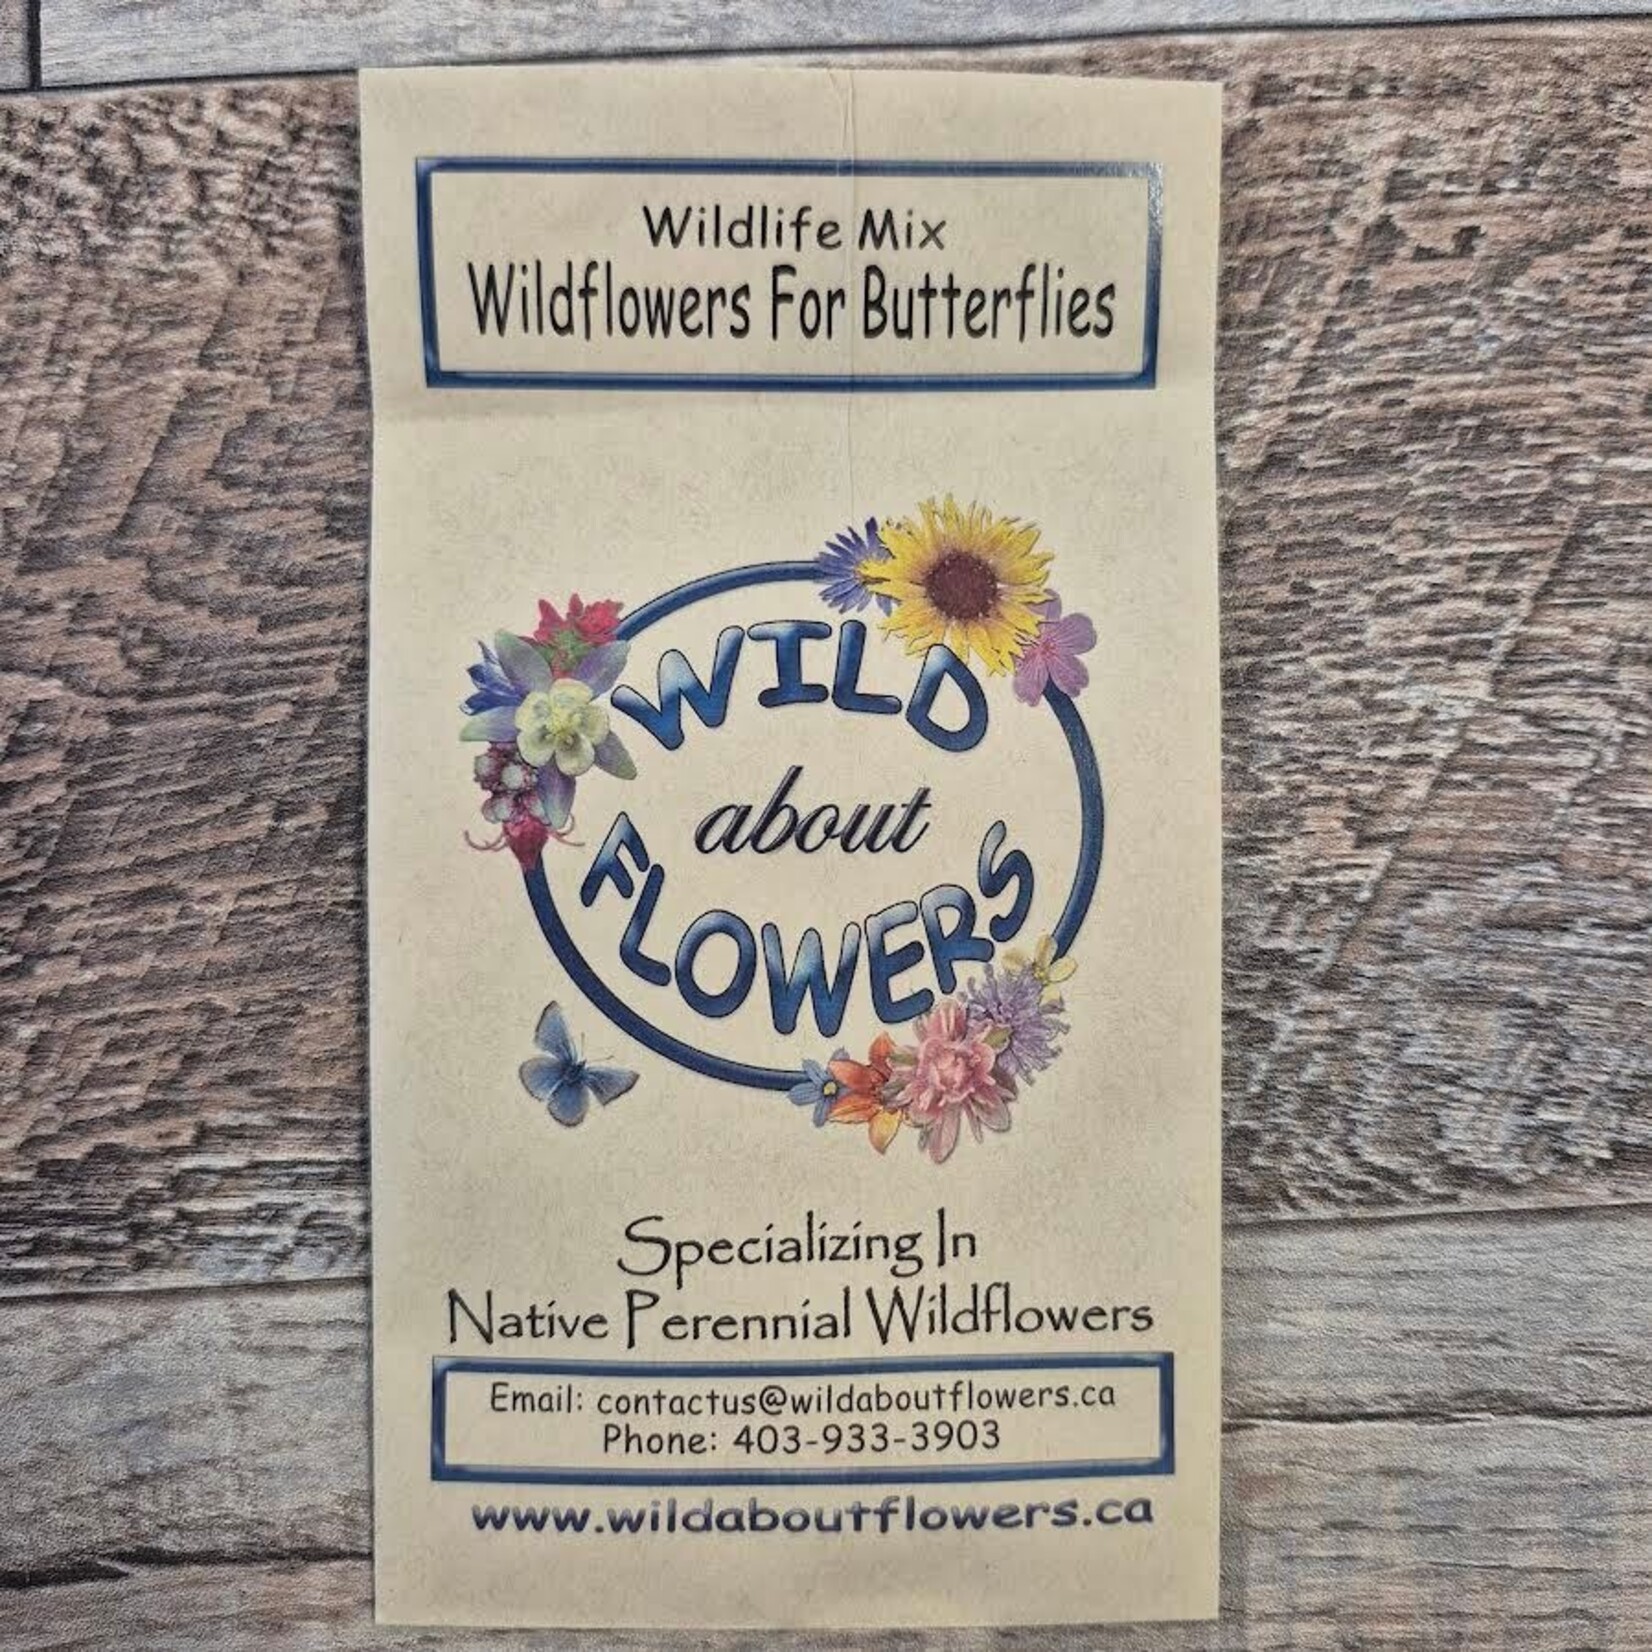 Wildlife Mix
Wildflowers For Butterflies
WILD
about
FLOWERS
Specializing In
Native Perennial Wildflowers
Email: contactus@wildaboutflowers.ca
Phone: 403-933-3903
www.wildaboutflowers.ca